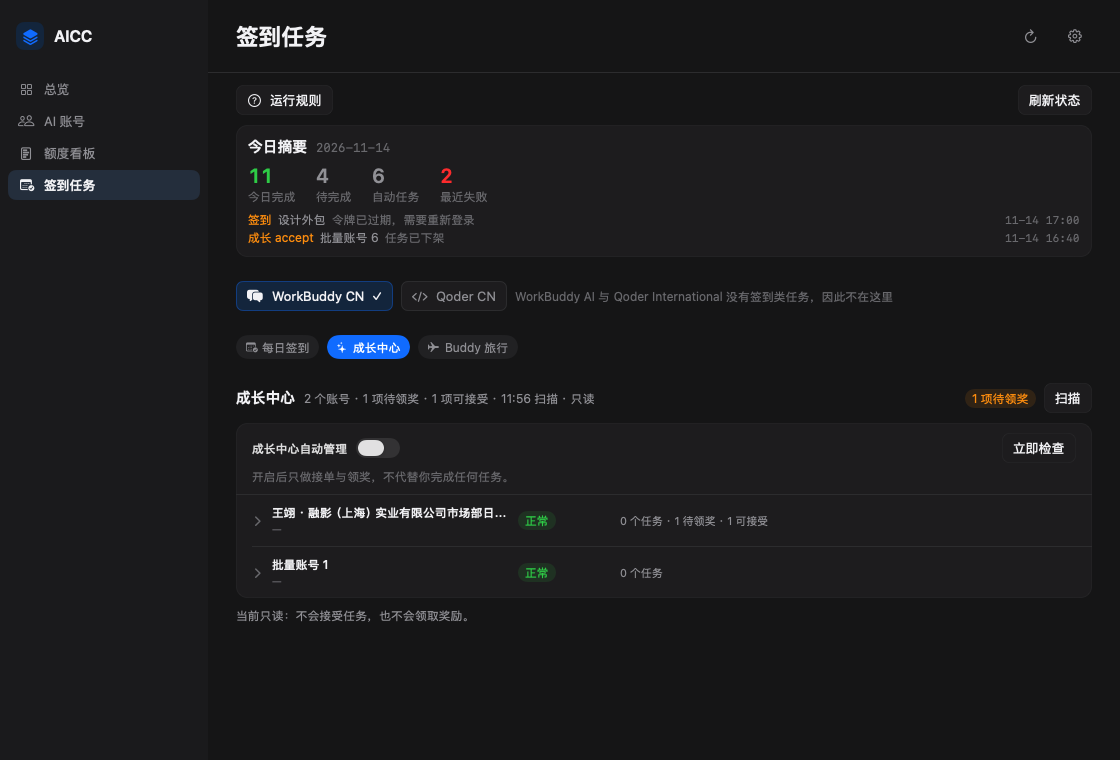 AICC
总览
AI 账号
额度看板
签到任务
签到任务
运行规则
刷新状态
今日摘要 2026-11-14
11 4 6 2
今日完成 待完成 自动任务 最近失败
签到 设计外包 令牌已过期，需要重新登录 11-14 17:00
成长 accept 批量账号 6 任务已下架 11-14 16:40
WorkBuddy CN Qoder CN WorkBuddy AI 与 Qoder International 没有签到类任务，因此不在这里
每日签到 成长中心 Buddy 旅行
成长中心 2 个账号 · 1 项待领奖 · 1 项可接受 · 11:56 扫描 · 只读 1 项待领奖 扫描
成长中心自动管理 立即检查
开启后只做接单与领奖，不代替你完成任何任务。
王翊 · 融影（上海）实业有限公司市场部日... 正常 0 个任务 · 1 待领奖 · 1 可接受
—
批量账号 1 正常 0 个任务
—
当前只读：不会接受任务，也不会领取奖励。